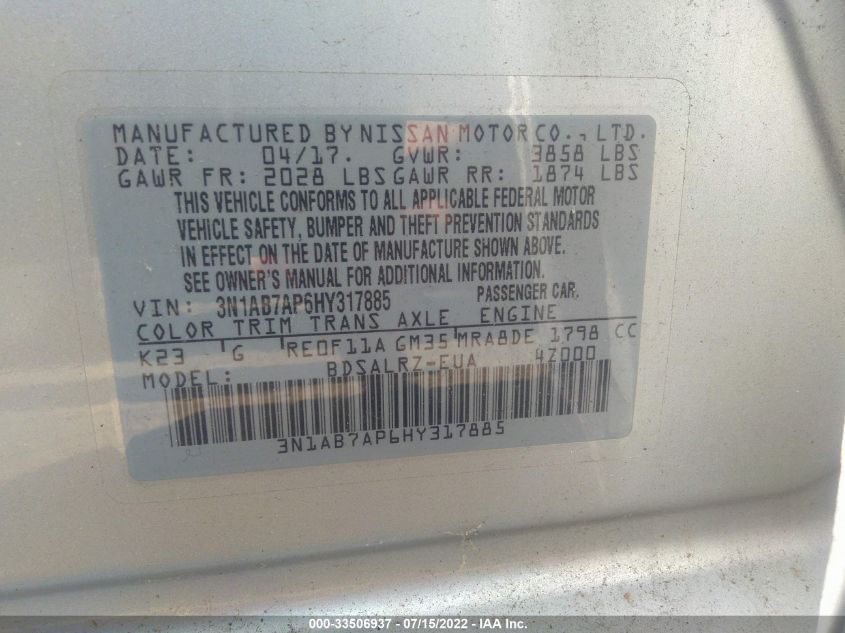 MANUFACTURED BY NISSAN MOTOR CO., LTD.
DATE: 04/17. GVWR: 3858 LBS
GAWR FR: 2028 LBS GAWR RR: 1874 LBS
THIS VEHICLE CONFORMS TO ALL APPLICABLE FEDERAL MOTOR
VEHICLE SAFETY, BUMPER AND THEFT PREVENTION STANDARDS
IN EFFECT ON THE DATE OF MANUFACTURE SHOWN ABOVE.
SEE OWNER'S MANUAL FOR ADDITIONAL INFORMATION.
VIN: 3N1AB7AP6HY317885 PASSENGER CAR.
COLOR TRIM TRANS AXLE ENGINE
K23 G RE0F11A GM35 MRA8DE 1798 CC
MODEL: BDSALRZ-EUA 4Z000
3N1AB7AP6HY317885
000-33506937 - 07/15/2022 - IAA Inc.